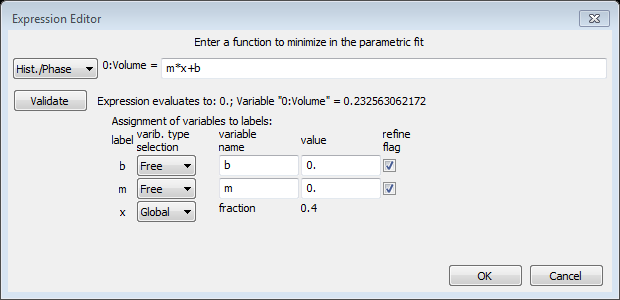 Expression Editor
Enter a function to minimize in the parametric fit
Hist./Phase 0:Volume = m*x+b
Validate Expression evaluates to: 0.; Variable "0:Volume" = 0.232563062172
Assignment of variables to labels:
label varib. type selection variable name value refine flag
b Free b 0.
m Free m 0.
x Global fraction 0.4
OK Cancel